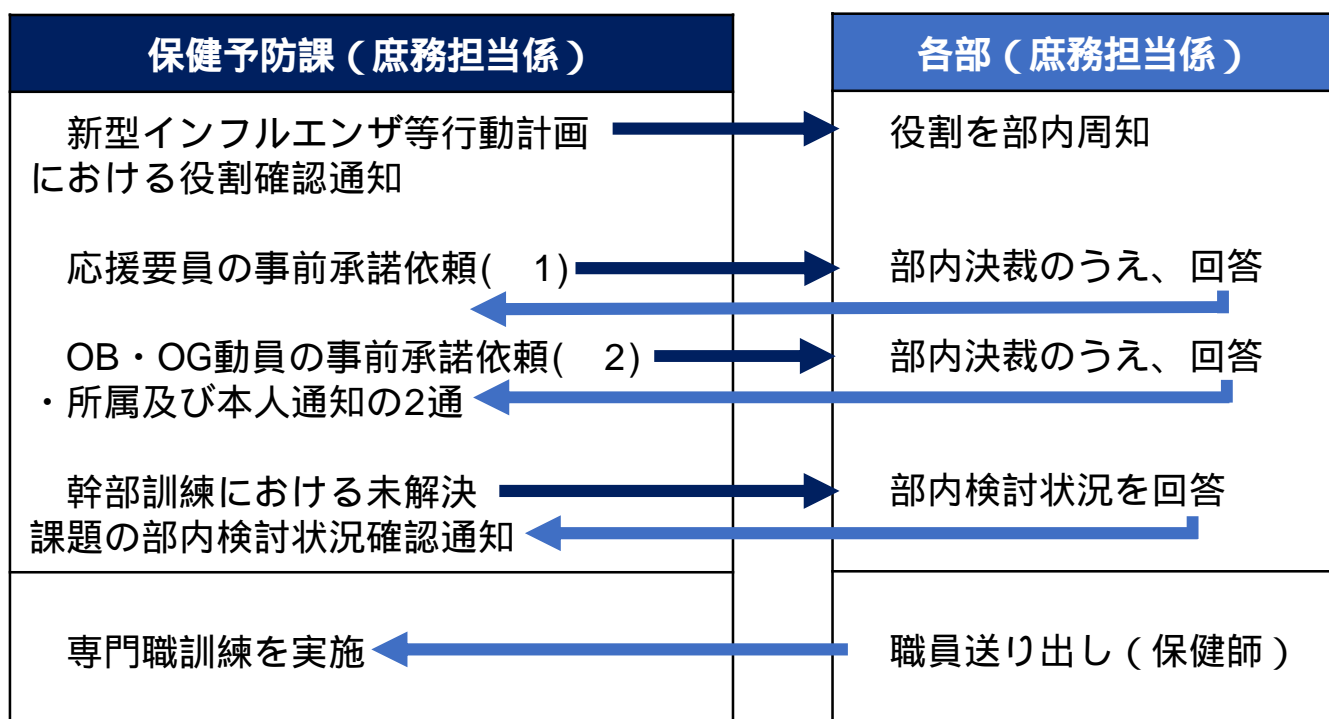 保健予防課（庶務担当係）
各部（庶務担当係）
新型インフルエンザ等行動計画
における役割確認通知
役割を部内周知
応援要員の事前承諾依頼(　1)
部内決裁のうえ、回答
OB・OG動員の事前承諾依頼(　2)
・所属及び本人通知の2通
部内決裁のうえ、回答
幹部訓練における未解決
課題の部内検討状況確認通知
部内検討状況を回答
専門職訓練を実施
職員送り出し（保健師）